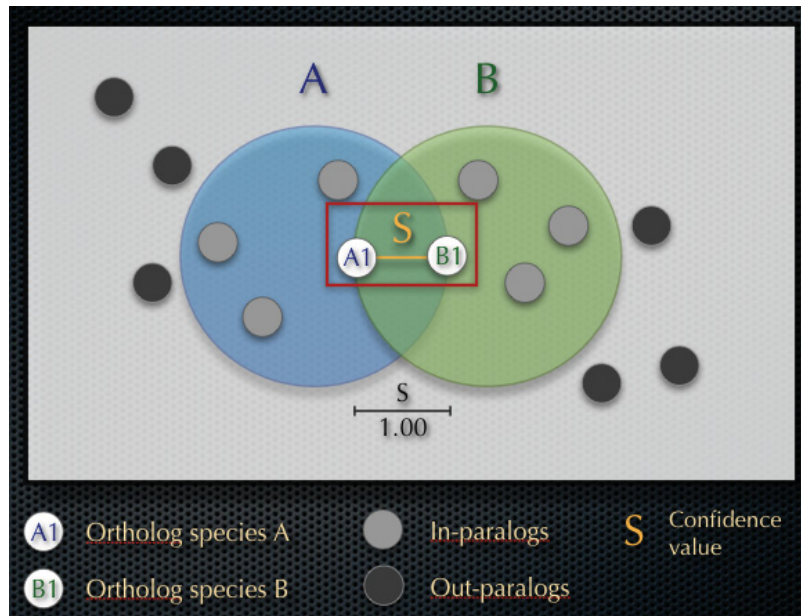 A
B
S
A1
B1
S
1.00
A1 Ortholog species A
In-paralogs
S Confidence value
B1 Ortholog species B
Out-paralogs